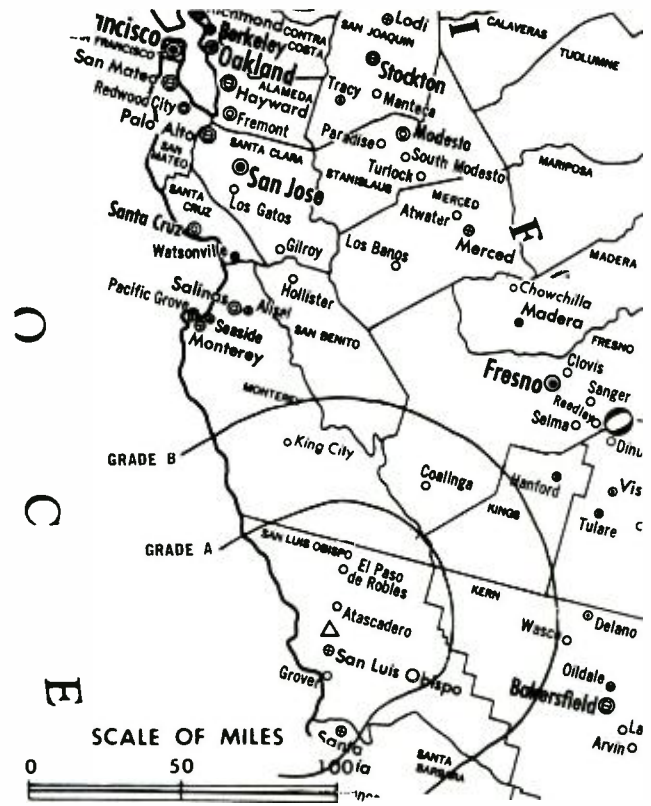 Richmond
CONTRA
COSTA
Berkeley
SAN FRANCISCO
Oakland
San Mateo
ALAMEDA
Hayward
Redwood City
Fremont
Palo Alto
SAN
MATEO
SANTA CLARA
San Jose
SANTA
CRUZ
Los Gatos
Santa Cruz
Gilroy
Watsonville
Lodi
SAN JOAQUIN
CALAVERAS
TUOLUMNE
Stockton
Tracy
Manteca
Paradise
Modesto
South Modesto
Turlock
STANISLAUS
MARIPOSA
MERCED
Atwater
Merced
Los Banos
I
F
MADERA
Chowchilla
Madera
FRESNO
Clovis
Fresno
Sanger
Reedley
Selma
Dinu
Salinas
Alisal
Hollister
Pacific Grove
Seaside
Monterey
SAN BENITO
MONTEREY
GRADE B
King City
Coalinga
Hanford
KINGS
Vis
Tulare
GRADE A
SAN LUIS OBISPO
El Paso
de Robles
KERN
Atascadero
Wasco
Delano
San Luis Obispo
Grover
Oildale
Bakersfield
La
Arvin
Santa
ia
SANTA
BARBARA
O
C
E
SCALE OF MILES
0 50 100